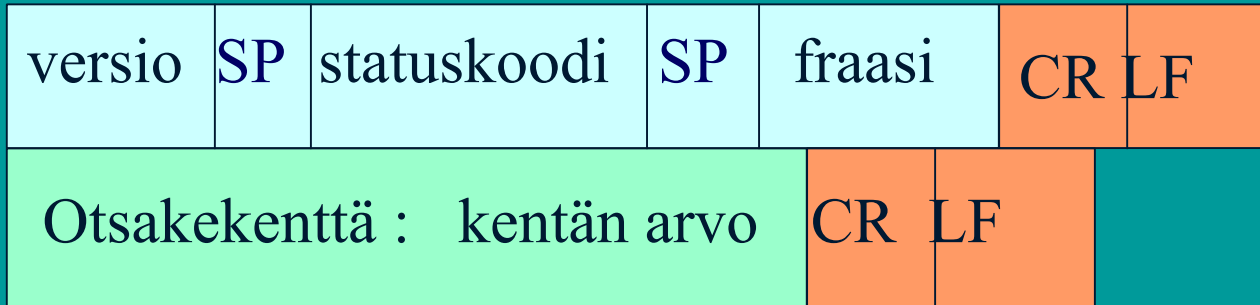 versio SP statuskoodi SP fraasi CR LF
Otsakekenttä : kentän arvo CR LF